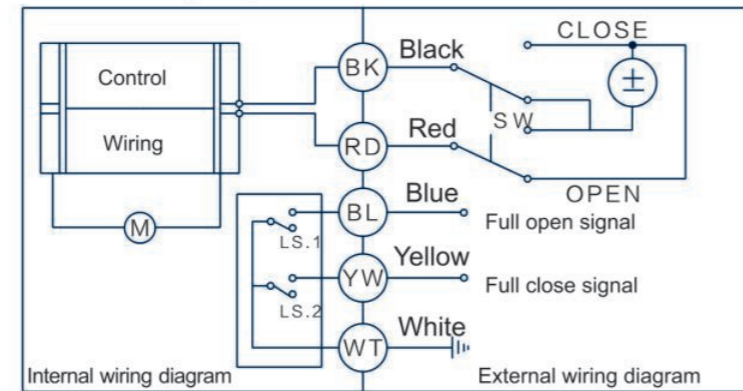 Control
Wiring
M
BK
Black
CLOSE
±
SW
RD
Red
OPEN
BL
Blue
Full open signal
LS.1
YW
Yellow
Full close signal
LS.2
WT
White
Internal wiring diagram
External wiring diagram